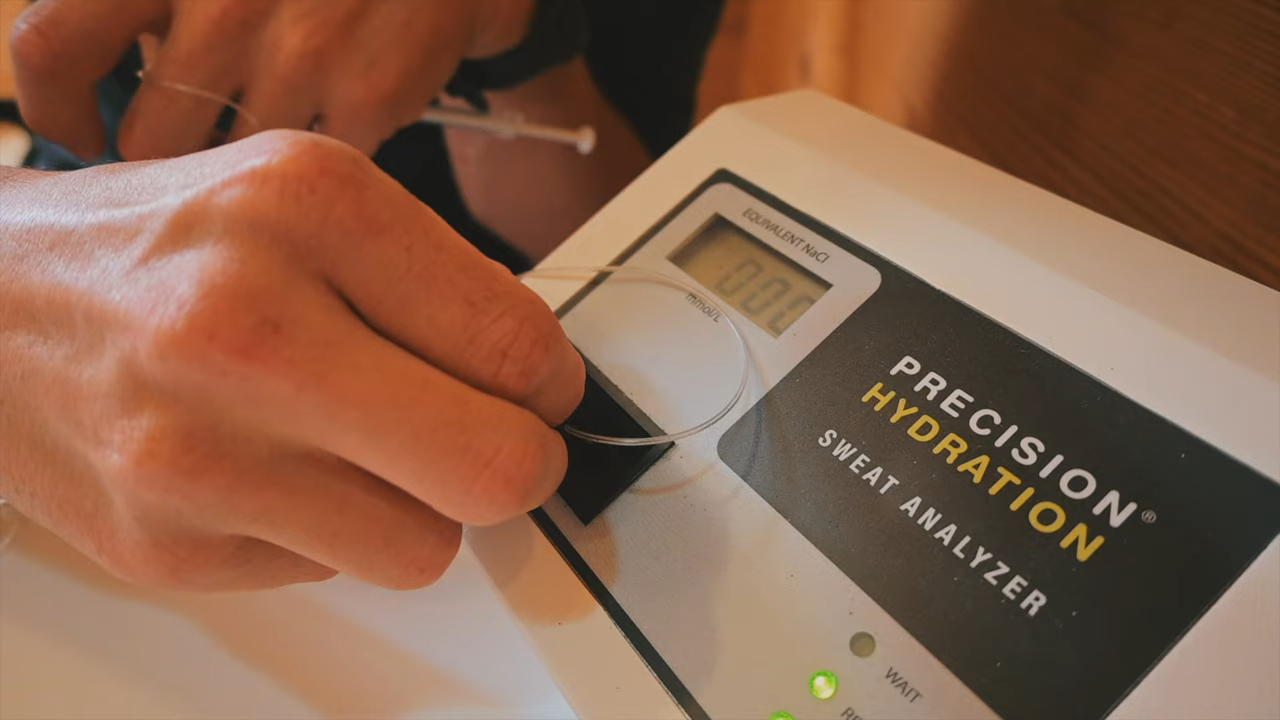 EQUIVALENT NaCl
000
mmol/L
PRECISION®
HYDRATION
SWEAT ANALYZER
WAIT